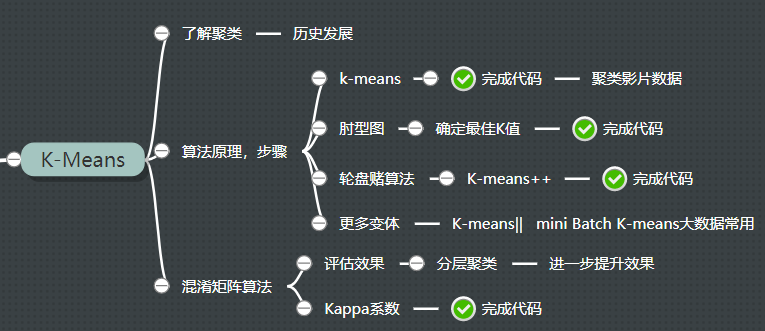 了解聚类 历史发展
k-means 完成代码 聚类影片数据
肘型图 确定最佳K值 完成代码
K-Means 算法原理，步骤
轮盘赌算法 K-means++ 完成代码
更多变体 K-means|| mini Batch K-means大数据常用
评估效果 分层聚类 进一步提升效果
混淆矩阵算法
Kappa系数 完成代码